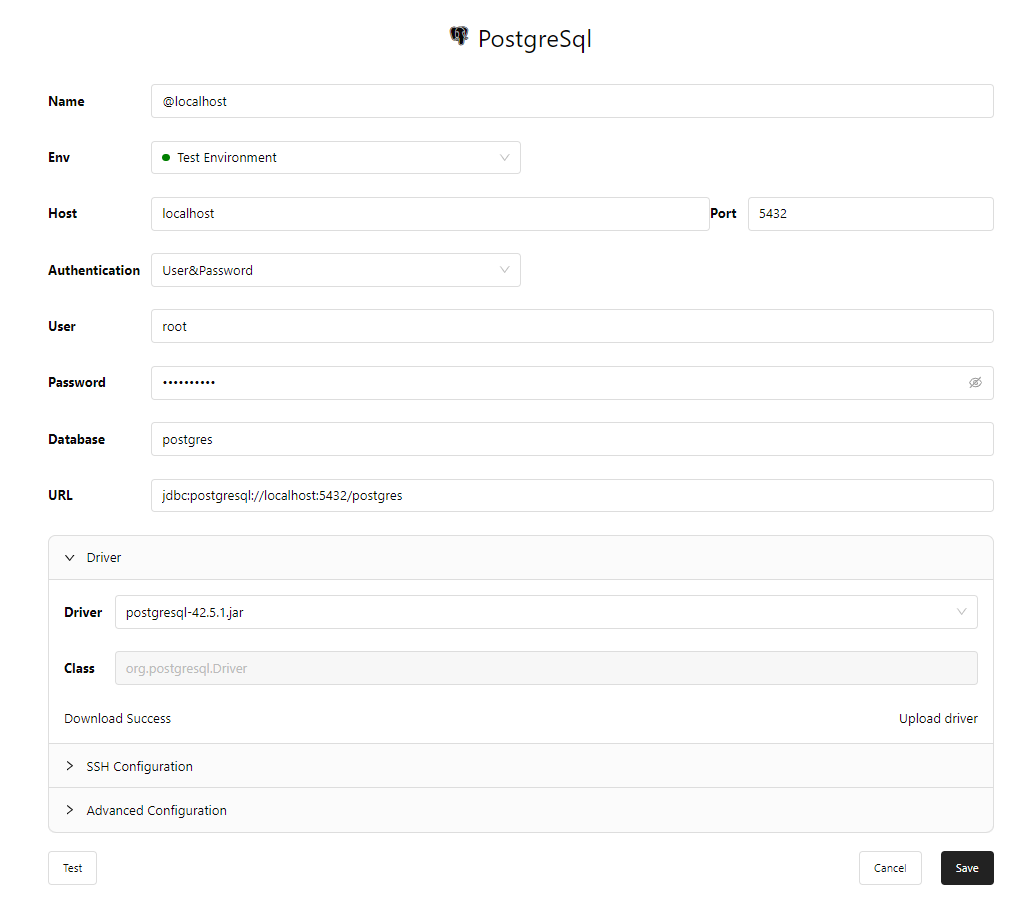 PostgreSql
Name @localhost
Env Test Environment
Host localhost Port 5432
Authentication User&Password
User root
Password ••••••••••
Database postgres
URL jdbc:postgresql://localhost:5432/postgres
Driver
Driver postgresql-42.5.1.jar
Class org.postgresql.Driver
Download Success Upload driver
SSH Configuration
Advanced Configuration
Test Cancel Save